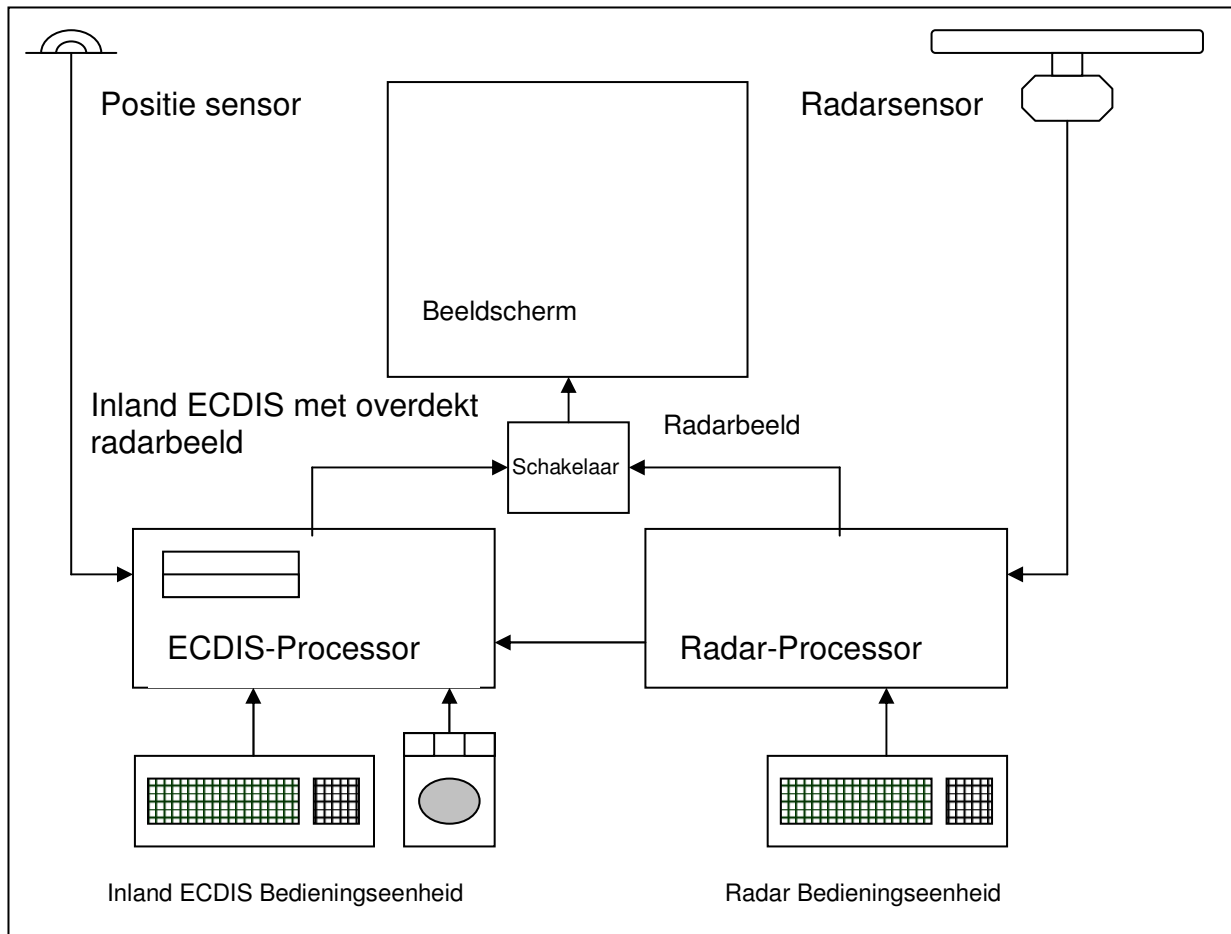 Positie sensor
Radarsensor
Beeldscherm
Inland ECDIS met overdekt
radarbeeld
Radarbeeld
Schakelaar
ECDIS-Processor
Radar-Processor
Inland ECDIS Bedieningseenheid
Radar Bedieningseenheid